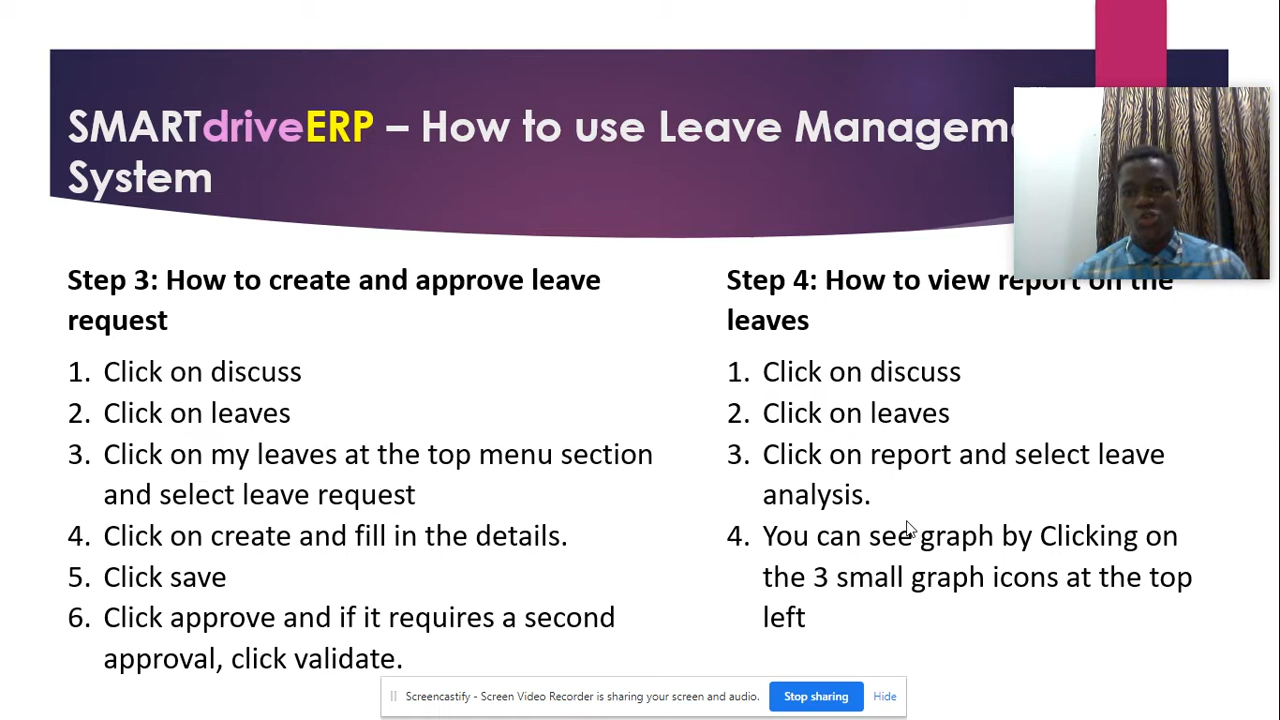 SMARTdriveERP – How to use Leave Managem
System
Step 3: How to create and approve leave
request
1. Click on discuss
2. Click on leaves
3. Click on my leaves at the top menu section
and select leave request
4. Click on create and fill in the details.
5. Click save
6. Click approve and if it requires a second
approval, click validate.
Step 4: How to view report on the
leaves
1. Click on discuss
2. Click on leaves
3. Click on report and select leave
analysis.
4. You can see graph by Clicking on
the 3 small graph icons at the top
left
Screencastify - Screen Video Recorder is sharing your screen and audio. Stop sharing Hide